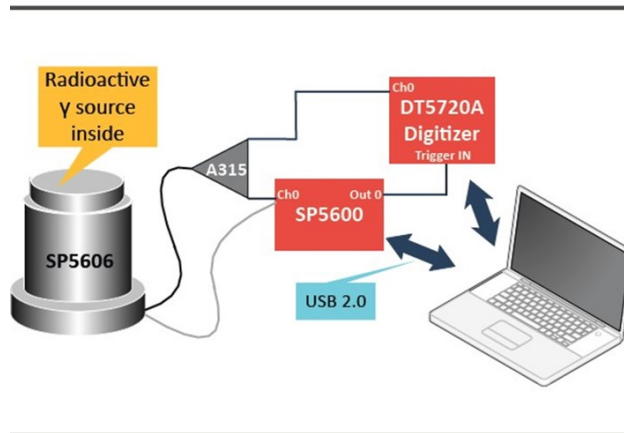 Radioactive
γ source
inside
Ch0
DT5720A
Digitizer
Trigger IN
A315
Ch0
Out 0
SP5600
SP5606
USB 2.0